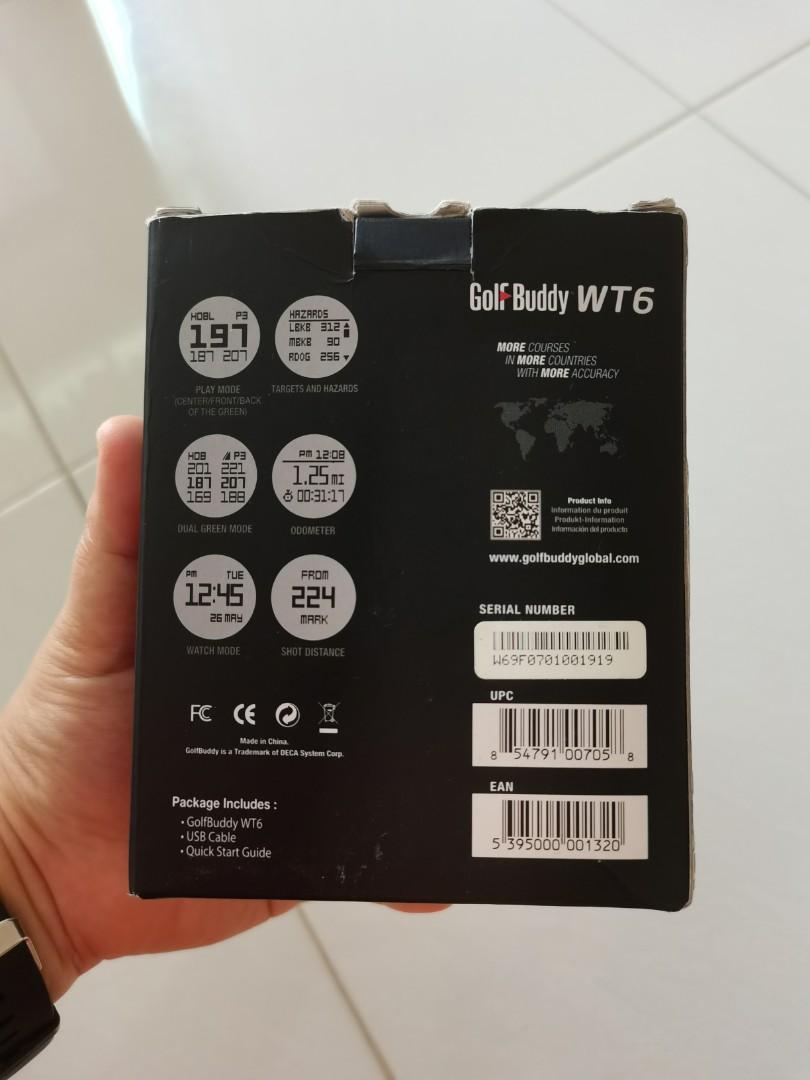 HOBL P3
197
187 207
PLAY MODE
(CENTER/FRONT/BACK
OF THE GREEN)
HAZARDS
LBKB 312
MBKB 90
RDOG 256
TARGETS AND HAZARDS
HOB P3
201 221
187 207
169 188
DUAL GREEN MODE
PM 12:08
1.25 MI
00:31:17
ODOMETER
PM TUE
12:45
26 MAY
WATCH MODE
FROM
224
MARK
SHOT DISTANCE
FC CE
Made in China.
GolfBuddy is a Trademark of DECA System Corp.
Package Includes :
• GolfBuddy WT6
• USB Cable
• Quick Start Guide
Golf Buddy WT6
MORE COURSES
IN MORE COUNTRIES
WITH MORE ACCURACY
Product Info
Information du produit
Produkt-Information
Información del producto
www.golfbuddyglobal.com
SERIAL NUMBER
W69F0701001919
UPC
8 54791 00705 8
EAN
5 395000 001320